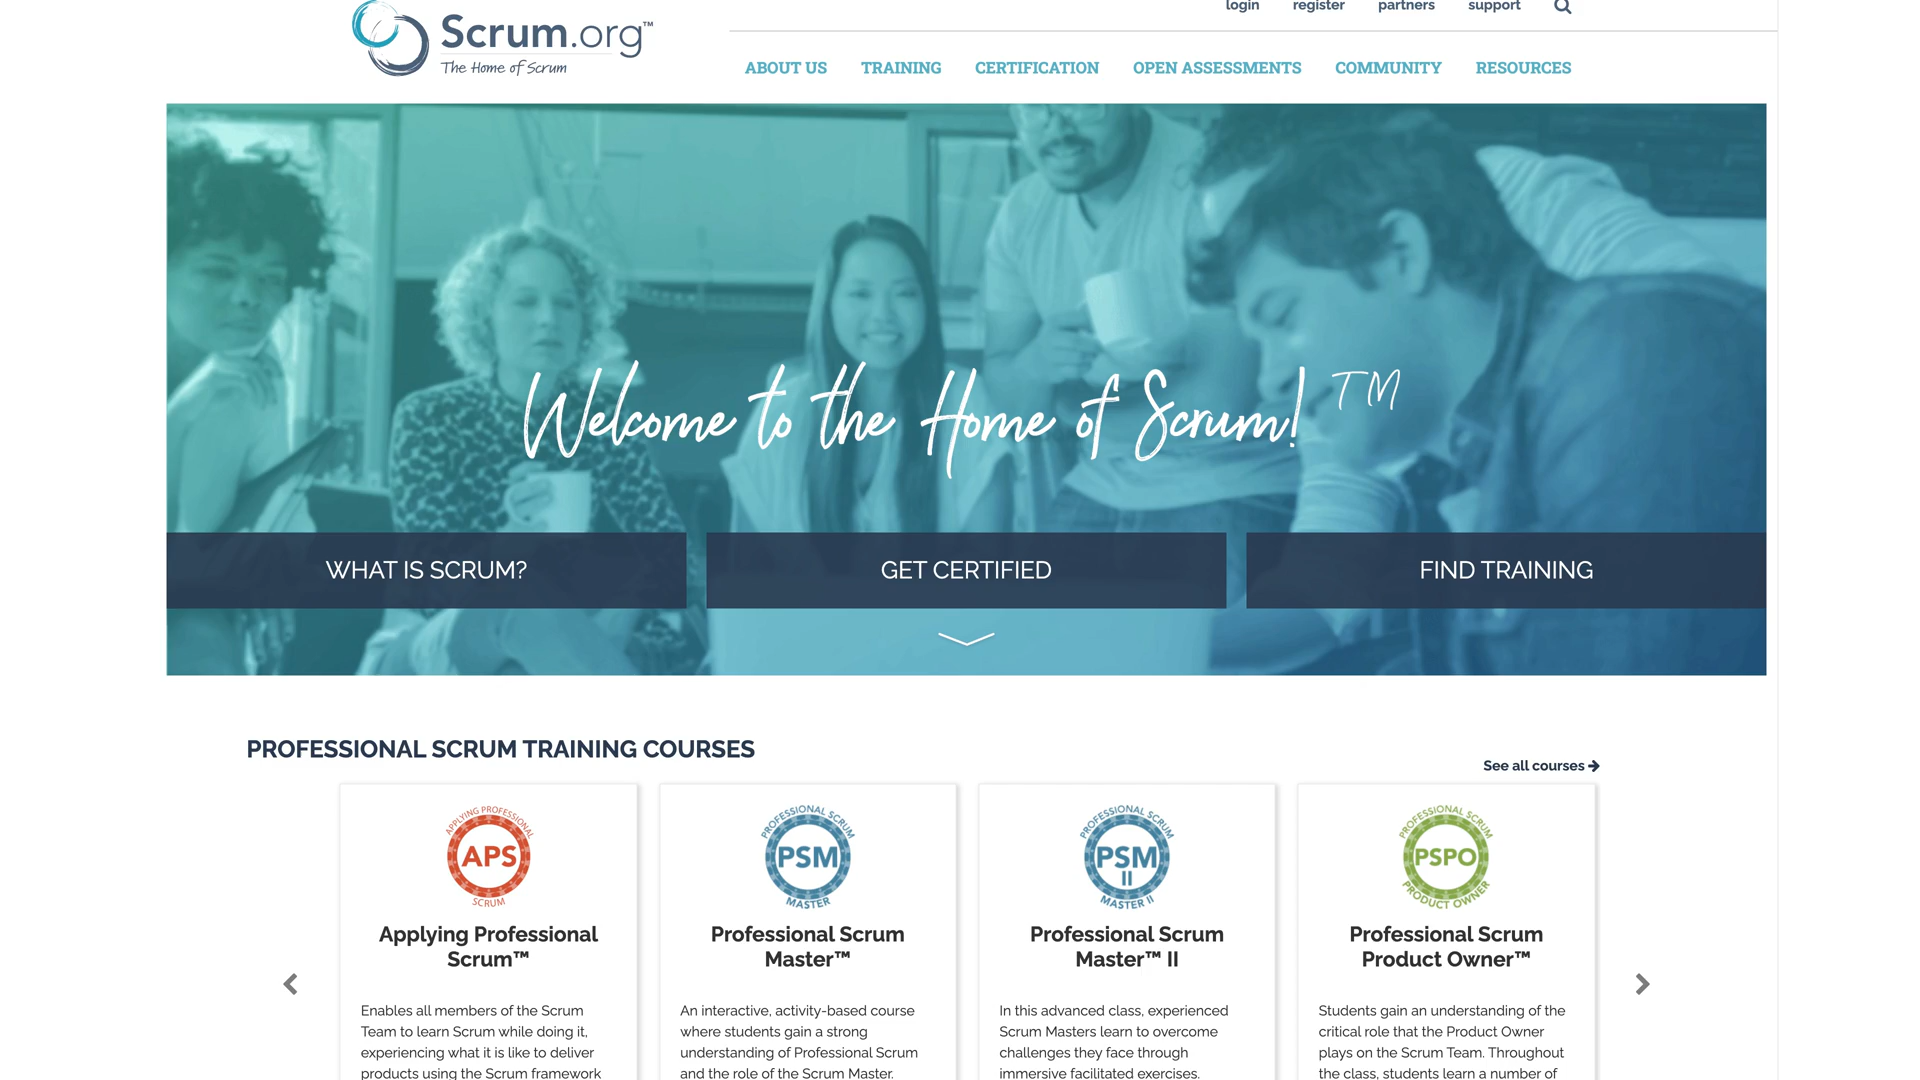 login register partners support
Scrum.org™
The Home of Scrum
ABOUT US TRAINING CERTIFICATION OPEN ASSESSMENTS COMMUNITY RESOURCES
Welcome to the Home of Scrum! TM
WHAT IS SCRUM? GET CERTIFIED FIND TRAINING
PROFESSIONAL SCRUM TRAINING COURSES
See all courses
APPLYING PROFESSIONAL
APS
SCRUM
Applying Professional
Scrum™
Enables all members of the Scrum
Team to learn Scrum while doing it,
experiencing what it is like to deliver
products using the Scrum framework
PROFESSIONAL SCRUM
PSM
MASTER
Professional Scrum
Master™
An interactive, activity-based course
where students gain a strong
understanding of Professional Scrum
and the role of the Scrum Master.
PROFESSIONAL SCRUM
PSM
II
MASTER II
Professional Scrum
Master™ II
In this advanced class, experienced
Scrum Masters learn to overcome
challenges they face through
immersive facilitated exercises.
PROFESSIONAL SCRUM
PSPO
PRODUCT OWNER
Professional Scrum
Product Owner™
Students gain an understanding of the
critical role that the Product Owner
plays on the Scrum Team. Throughout
the class, students learn a number of